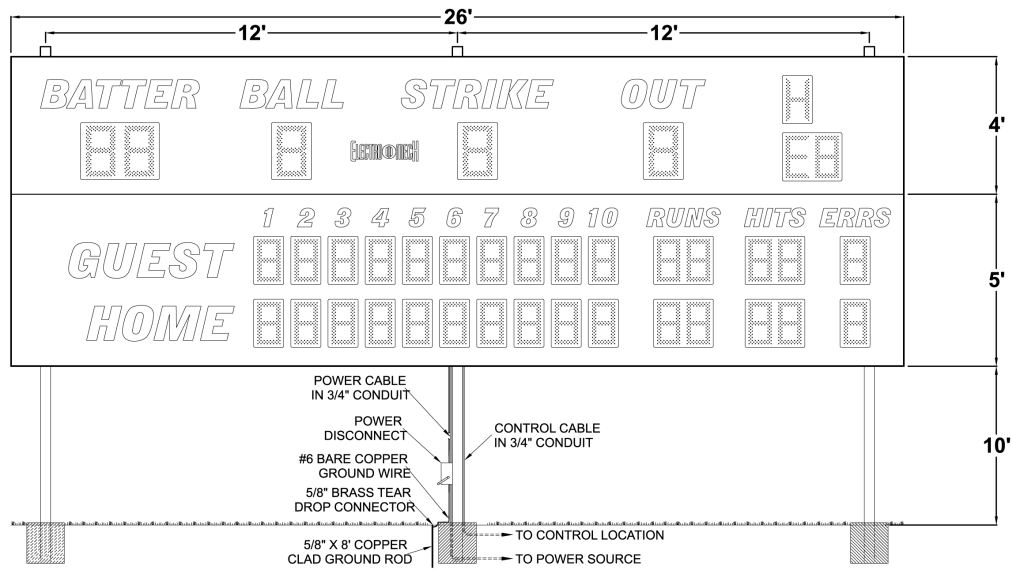 26'
12' 12'
BATTER BALL STRIKE OUT H
ELECTRO-MECH
E
4'
1 2 3 4 5 6 7 8 9 10 RUNS HITS ERRS
GUEST
HOME
5'
POWER CABLE
IN 3/4" CONDUIT
POWER
DISCONNECT
CONTROL CABLE
IN 3/4" CONDUIT
#6 BARE COPPER
GROUND WIRE
5/8" BRASS TEAR
DROP CONNECTOR
10'
5/8" X 8' COPPER
CLAD GROUND ROD
TO CONTROL LOCATION
TO POWER SOURCE